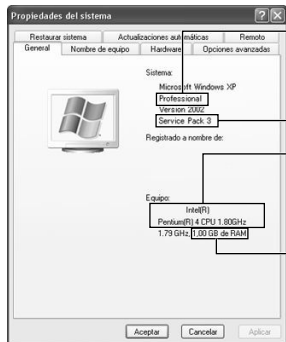 Propiedades del sistema
Restaurar sistema Actualizaciones automáticas Remoto
General Nombre de equipo Hardware Opciones avanzadas
Sistema:
Microsoft Windows XP
Professional
Version 2002
Service Pack 3
Registrado a nombre de:
Equipo:
Intel(R)
Pentium(R) 4 CPU 1.80GHz
1.79 GHz, 1,00 GB de RAM
Aceptar Cancelar Aplicar